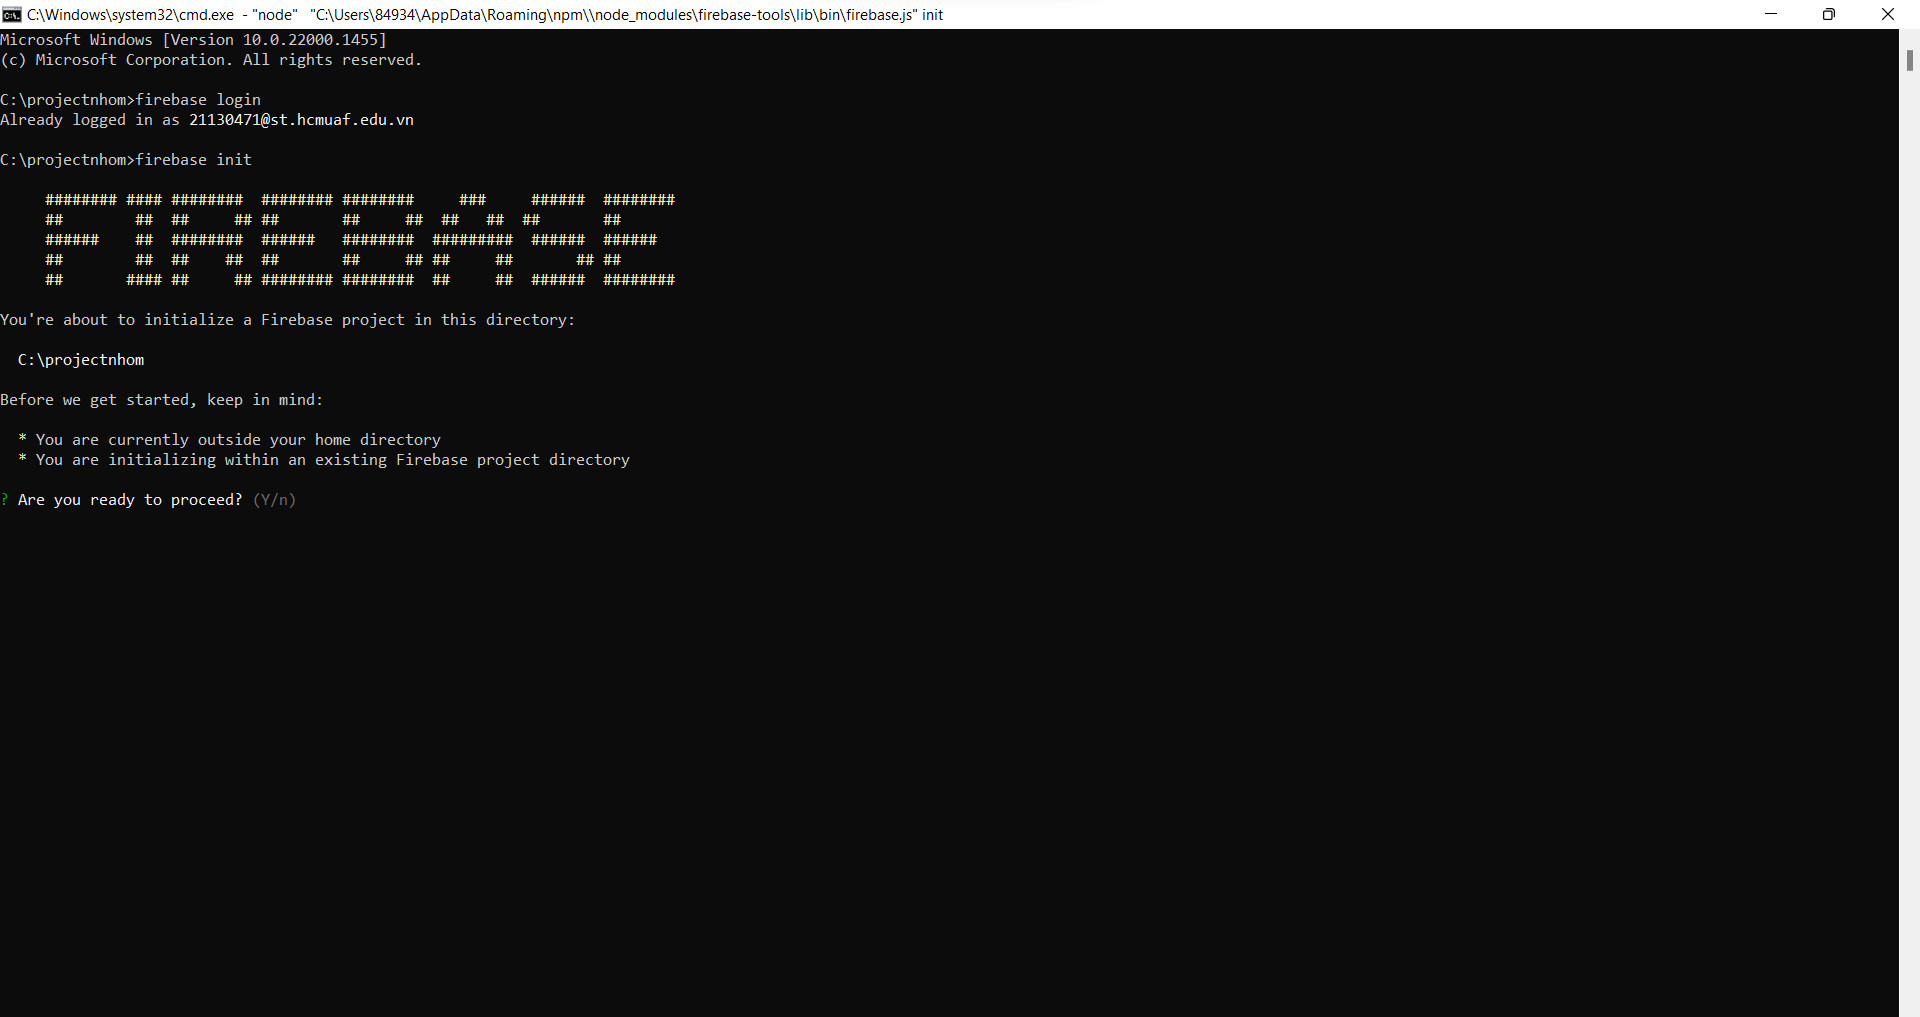 C:\Windows\system32\cmd.exe - "node" "C:\Users\84934\AppData\Roaming\npm\\node_modules\firebase-tools\lib\bin\firebase.js" init
Microsoft Windows [Version 10.0.22000.1455]
(c) Microsoft Corporation. All rights reserved.

C:\projectnhom>firebase login
Already logged in as 21130471@st.hcmuaf.edu.vn

C:\projectnhom>firebase init

     ######## #### ########  ######## ########     ###     ######  ########
     ##        ##  ##     ## ##       ##     ##  ##   ##  ##       ##
     ######    ##  ########  ######   ########  #########  ######  ######
     ##        ##  ##    ##  ##       ##     ## ##     ##       ## ##
     ##       #### ##     ## ######## ########  ##     ##  ######  ########

You're about to initialize a Firebase project in this directory:

  C:\projectnhom

Before we get started, keep in mind:

  * You are currently outside your home directory
  * You are initializing within an existing Firebase project directory

? Are you ready to proceed? (Y/n)